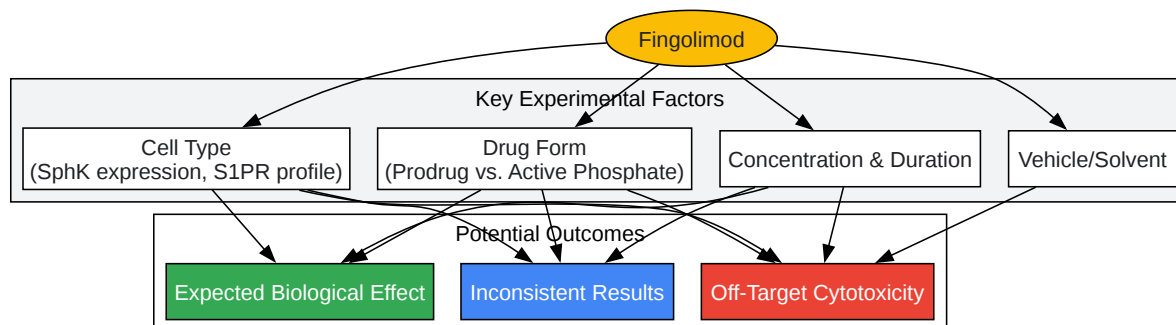 Fingolimod
Key Experimental Factors
Cell Type
(SphK expression, S1PR profile)
Drug Form
(Prodrug vs. Active Phosphate)
Concentration & Duration
Vehicle/Solvent
Potential Outcomes
Expected Biological Effect
Inconsistent Results
Off-Target Cytotoxicity